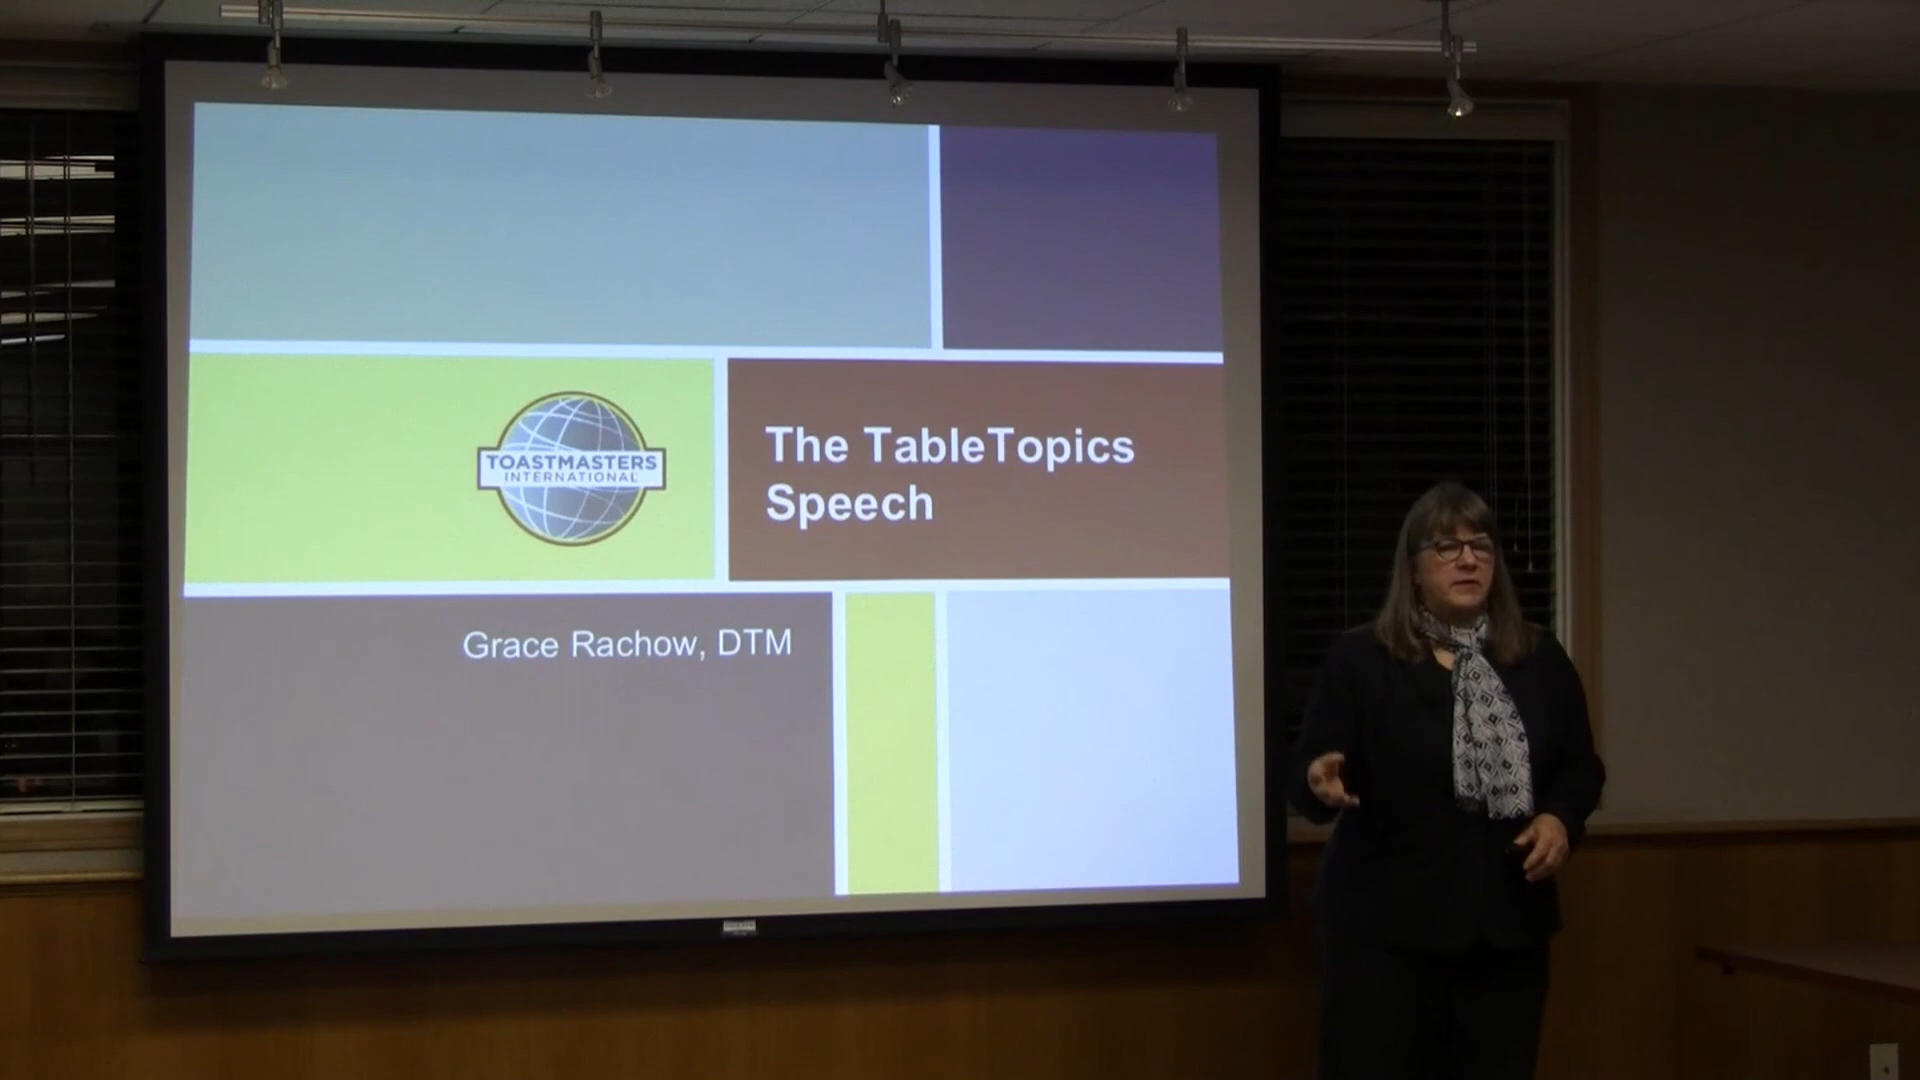 TOASTMASTERS
INTERNATIONAL
The TableTopics
Speech
Grace Rachow, DTM